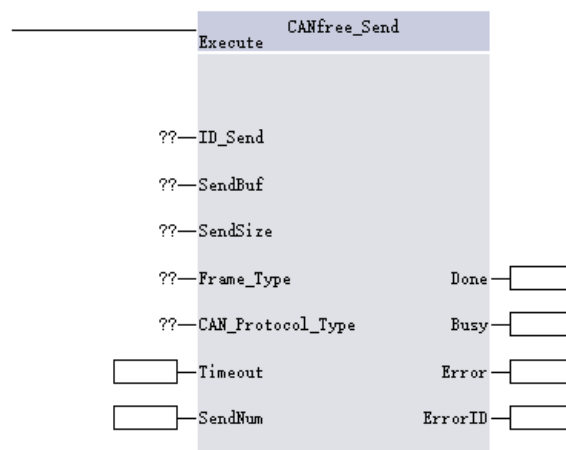 CANfree_Send
Execute
??ID_Send
??SendBuf
??SendSize
??Frame_Type Done
??CAN_Protocol_Type Busy
Timeout Error
SendNum ErrorID